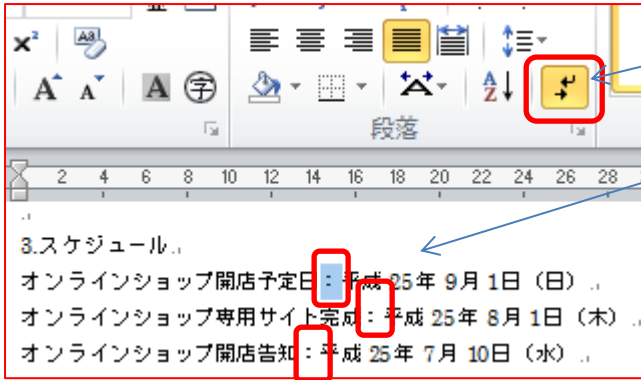 x²
A A A 字
A Z
段落
2 4 6 8 10 12 14 16 18 20 22 24 26 28
3.スケジュール
オンラインショップ開店予定日：平成 25年 9月 1日（日）
オンラインショップ専用サイト完成：平成 25年 8月 1日（木）
オンラインショップ開店告知：平成 25年 7月 10日（水）